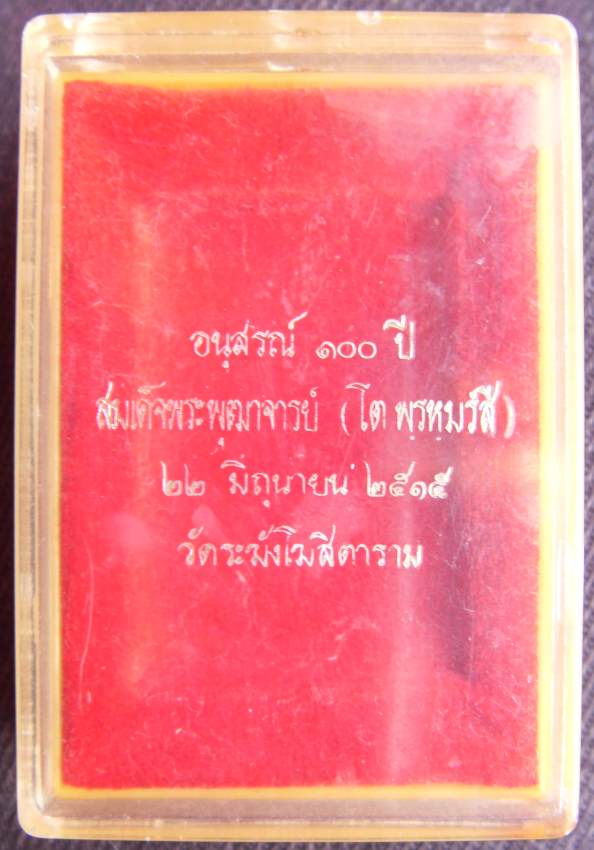 อนุสรณ์ ๑๐๐ ปี
สมเด็จพระพุฒาจารย์ (โต พรหมรํสี)
๒๒ มิถุนายน ๒๕๑๕
วัดระฆังโฆสิตาราม